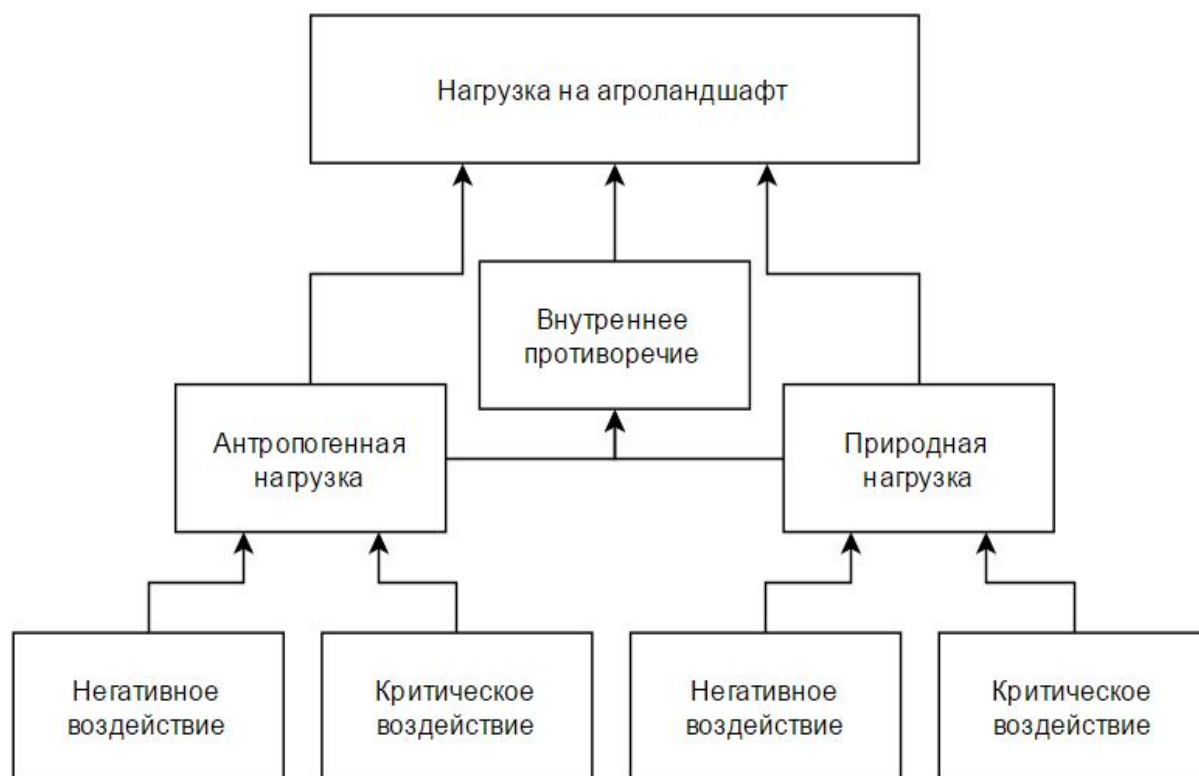 Нагрузка на агроландшафт
Внутреннее
противоречие
Антропогенная
нагрузка
Природная
нагрузка
Негативное
воздействие
Критическое
воздействие
Негативное
воздействие
Критическое
воздействие